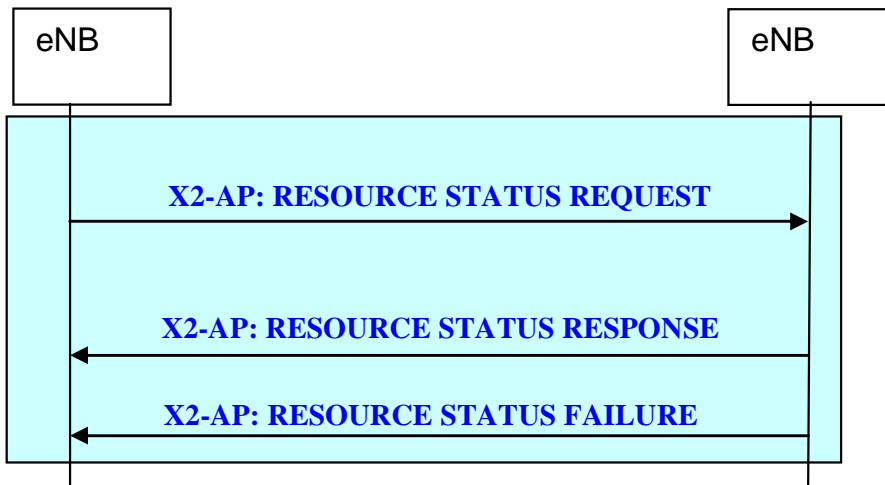 eNB
eNB
X2-AP: RESOURCE STATUS REQUEST
X2-AP: RESOURCE STATUS RESPONSE
X2-AP: RESOURCE STATUS FAILURE